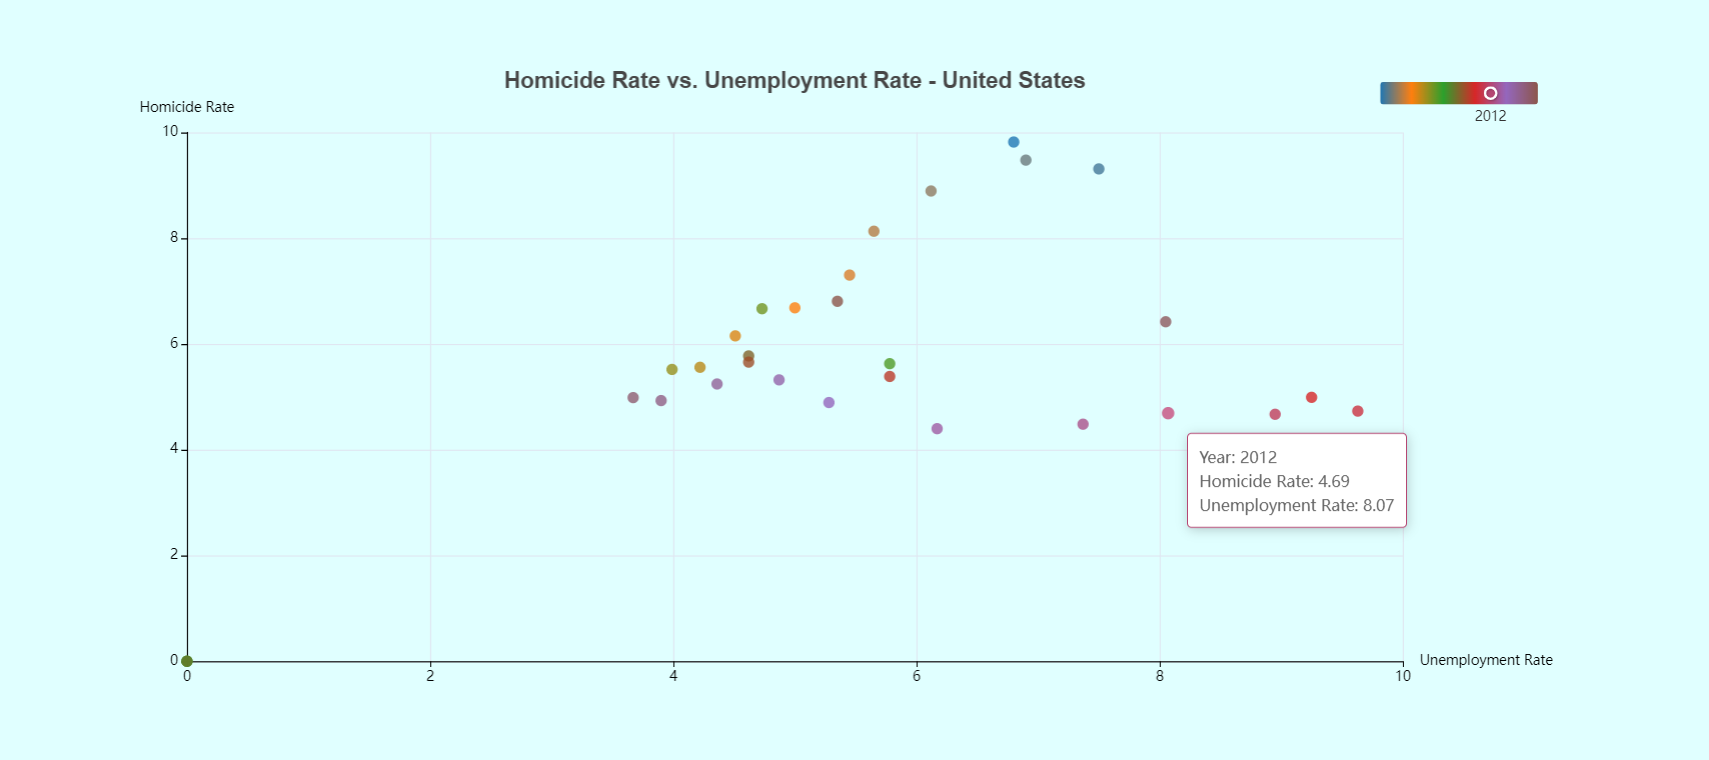 Homicide Rate vs. Unemployment Rate - United States
2012
Homicide Rate
10
8
6
4
2
0
Year: 2012
Homicide Rate: 4.69
Unemployment Rate: 8.07
Unemployment Rate
0 2 4 6 8 10